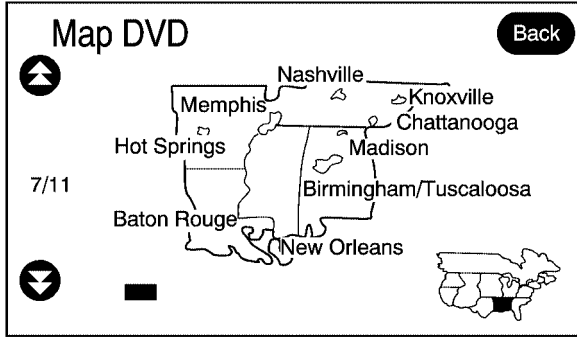 Map DVD
Back
Nashville
Memphis
Knoxville
Chattanooga
Hot Springs
Madison
7/11
Birmingham/Tuscaloosa
Baton Rouge
New Orleans